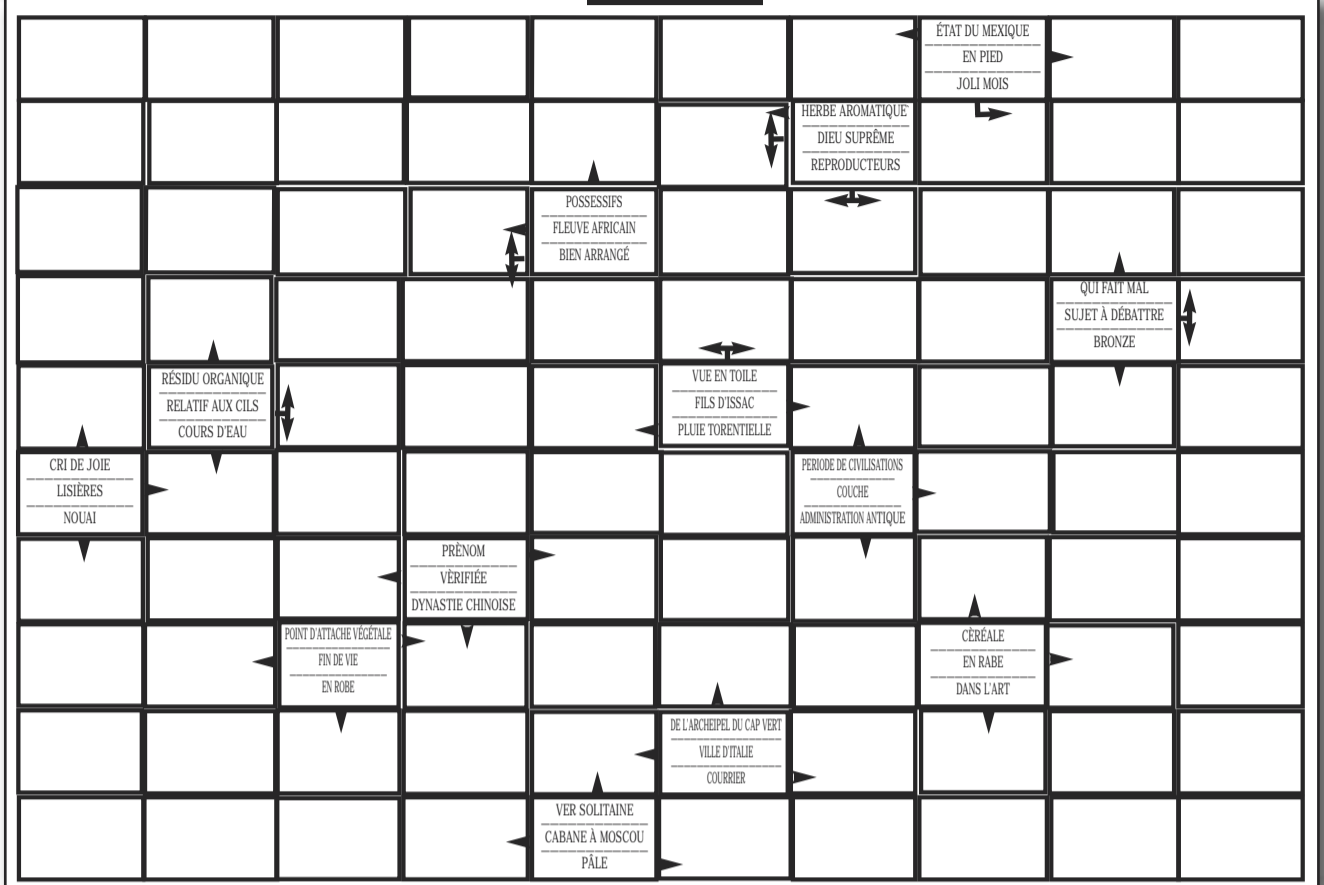 ÉTAT DU MEXIQUE
EN PIED
JOLI MOIS
HERBE AROMATIQUE
DIEU SUPRÊME
REPRODUCTEURS
POSSESSIFS
FLEUVE AFRICAIN
BIEN ARRANGÉ
QUI FAIT MAL
SUJET À DÉBATTRE
BRONZE
RÉSIDU ORGANIQUE
RELATIF AUX CILS
COURS D'EAU
VUE EN TOILE
FILS D'ISSAC
PLUIE TORENTIELLE
CRI DE JOIE
LISIÈRES
NOUAI
PERIODE DE CIVILISATIONS
COUCHE
ADMINISTRATION ANTIQUE
PRÈNOM
VÈRIFIÉE
DYNASTIE CHINOISE
POINT D'ATTACHE VÉGÉTALE
FIN DE VIE
EN ROBE
CÈRÉALE
EN RABE
DANS L'ART
DE L'ARCHEIPEL DU CAP VERT
VILLE D'ITALIE
COURRIER
VER SOLITAINE
CABANE À MOSCOU
PÂLE